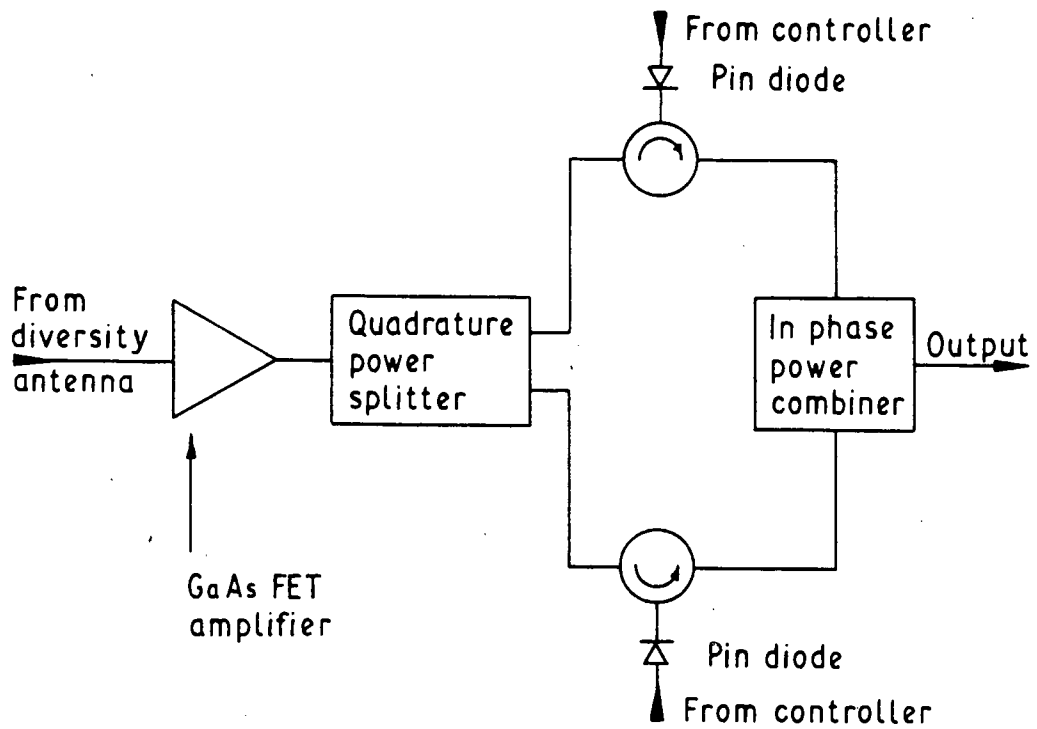 From controller
Pin diode
From
diversity
antenna
Quadrature
power
splitter
In phase
power
combiner
Output
GaAs FET
amplifier
Pin diode
From controller